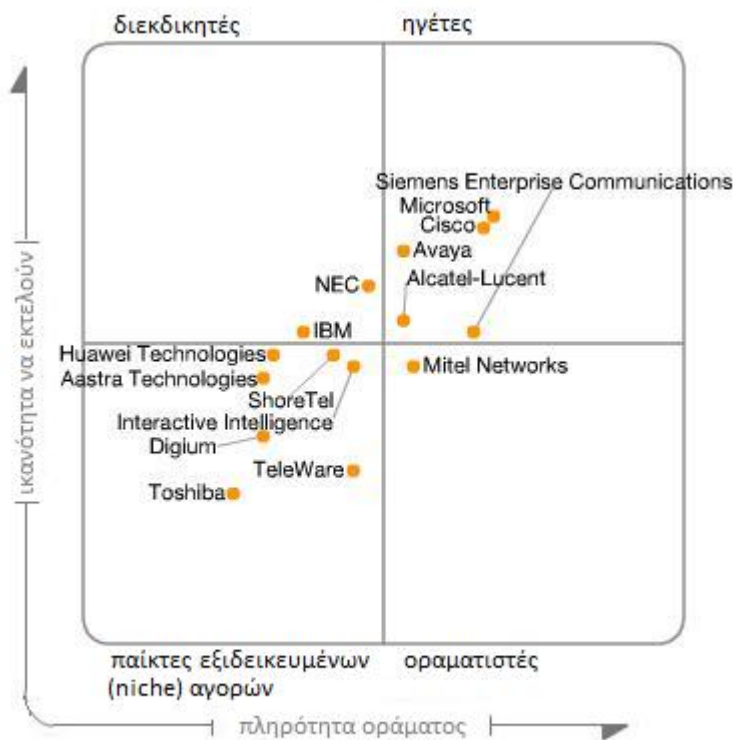 διεκδικητές
ηγέτες
Siemens Enterprise Communications
Microsoft
Cisco
Avaya
NEC
Alcatel-Lucent
IBM
Huawei Technologies
Mitel Networks
Aastra Technologies
ShoreTel
Interactive Intelligence
Digium
TeleWare
Toshiba
ικανότητα να εκτελούν
παίκτες εξιδεικευμένων
(niche) αγορών
οραματιστές
πληρότητα οράματος